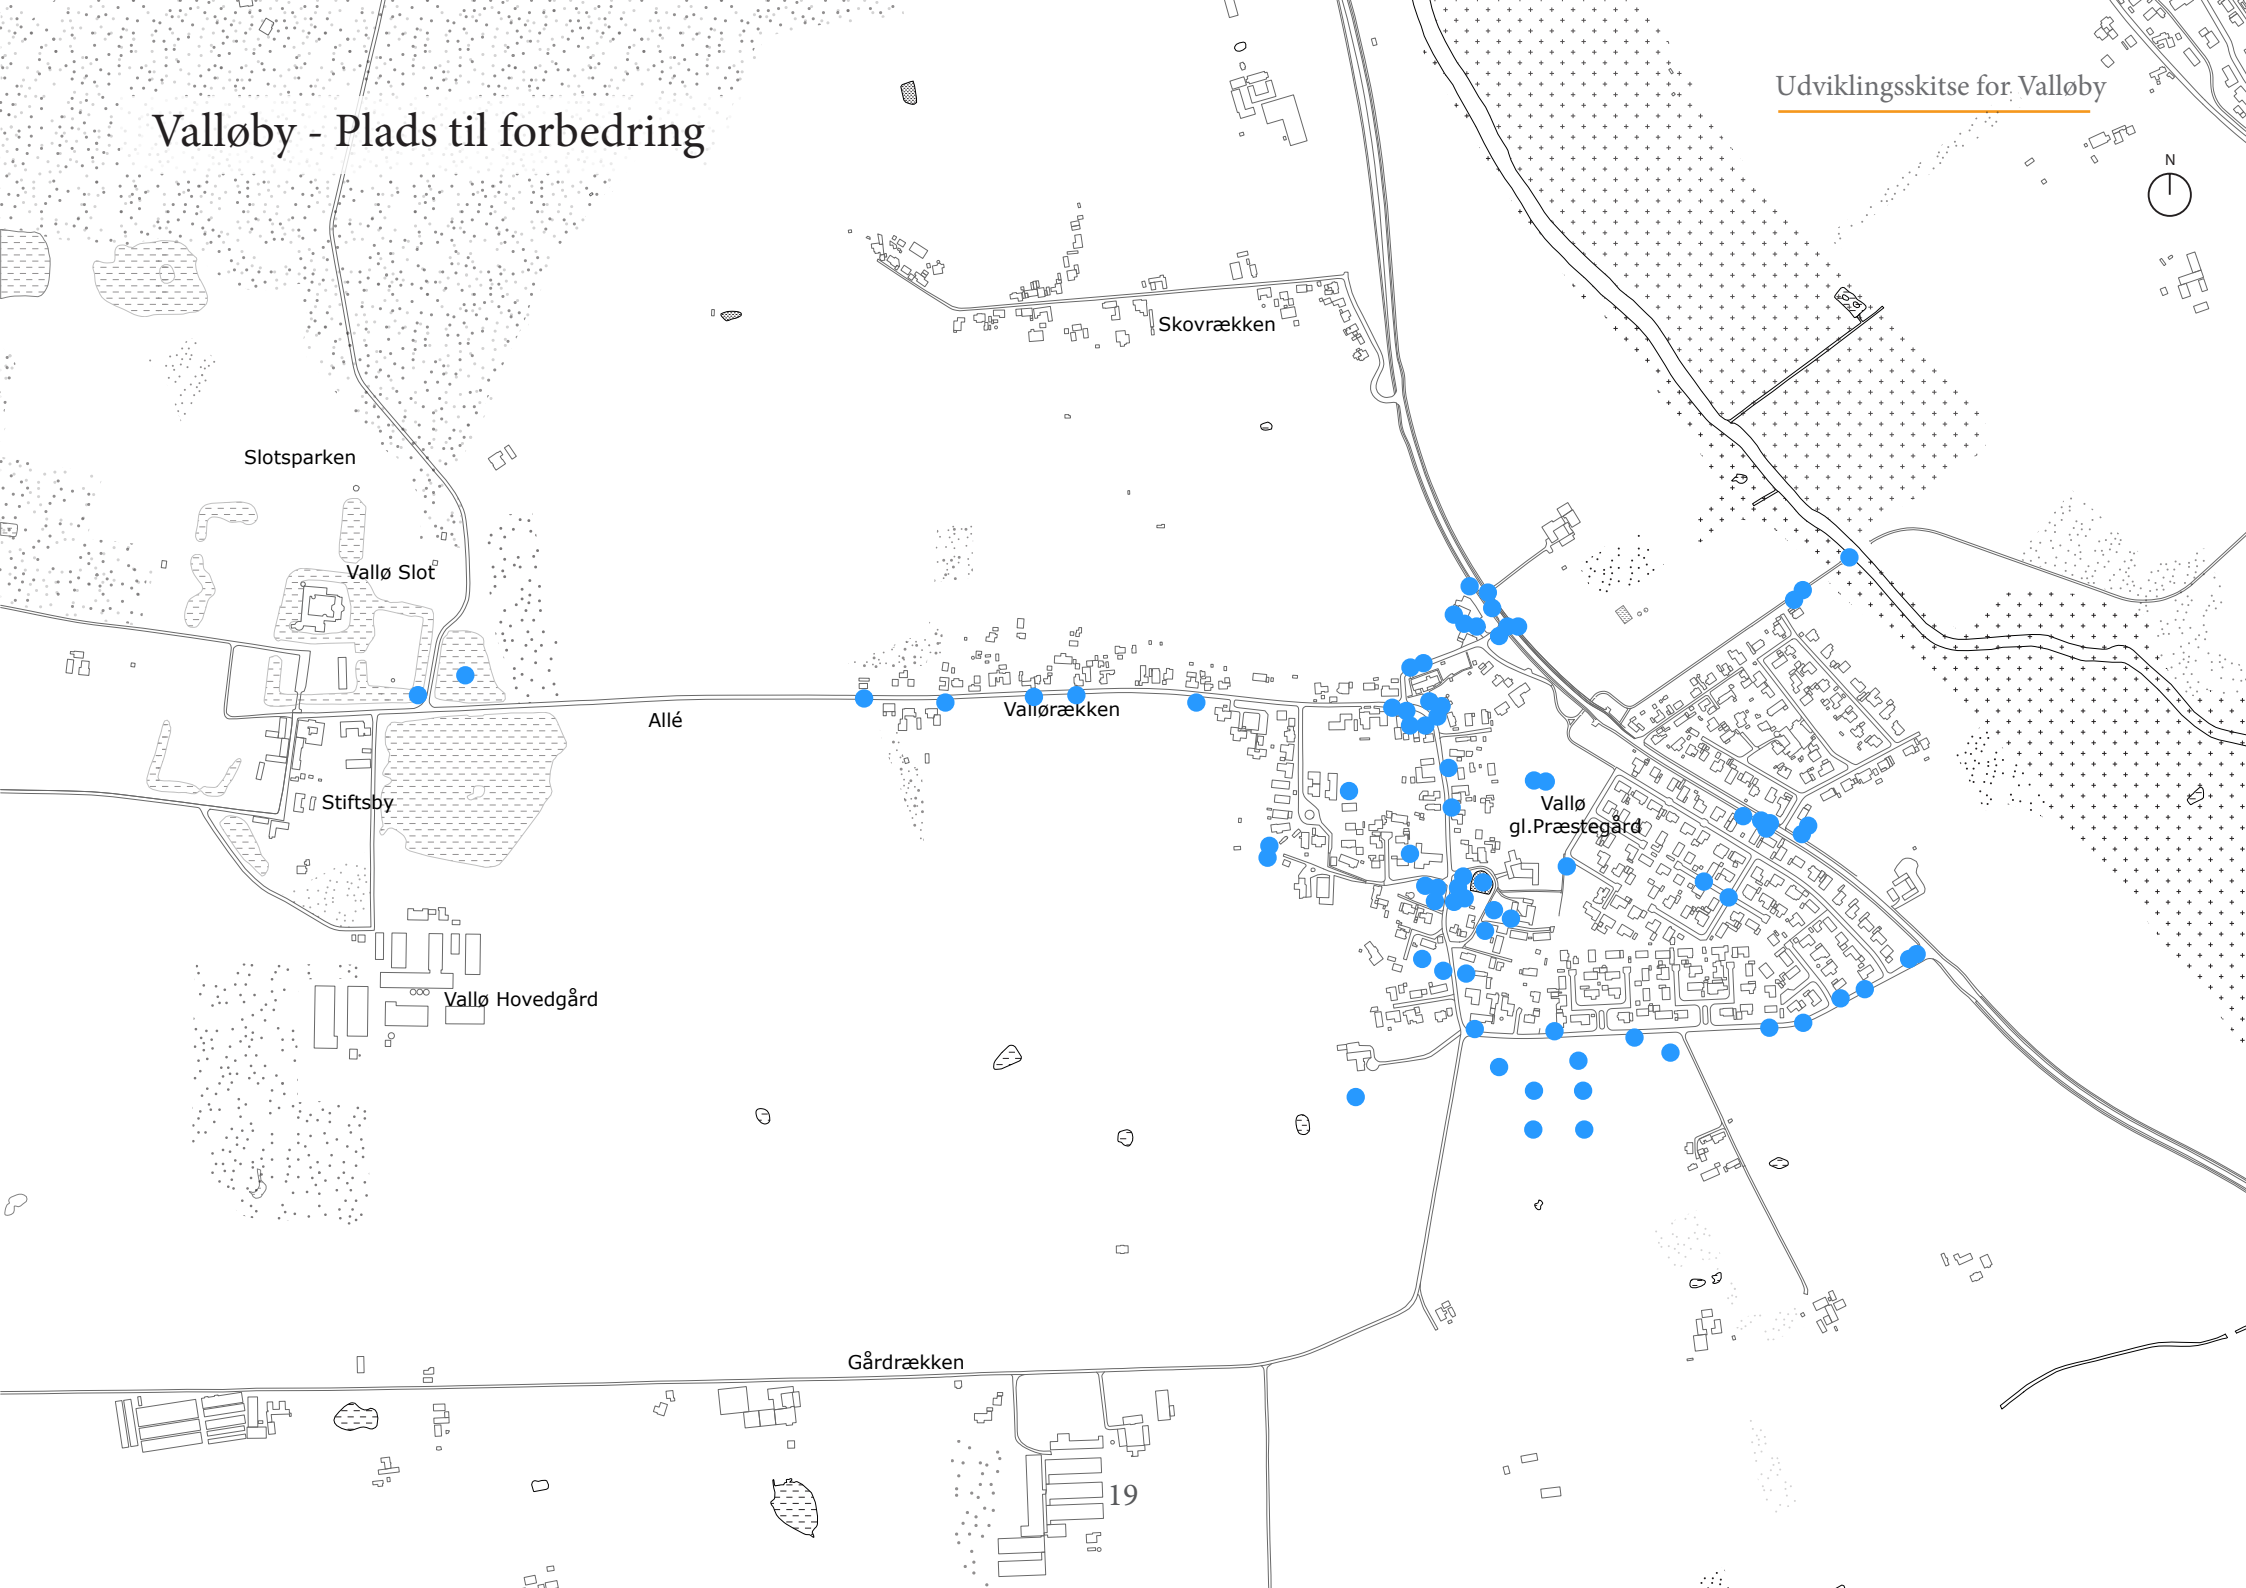 Udviklingsskitse for Valløby
Valløby - Plads til forbedring
N
Skovrækken
Slotsparken
Vallø Slot
Allé
Vallørækken
Stiftsby
Vallø
gl.Præstegård
Vallø Hovedgård
Gårdrækken
19